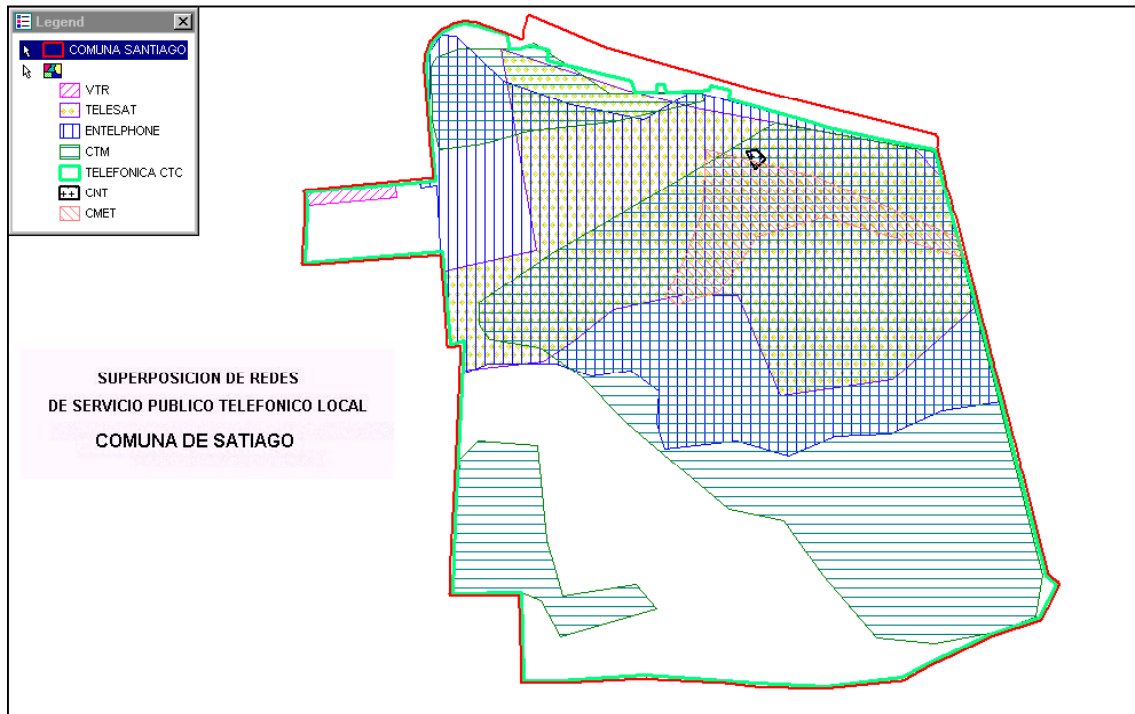 Legend
COMUNA SANTIAGO
VTR
TELESAT
ENTELPHONE
CTM
TELEFONICA CTC
CNT
CMET
SUPERPOSICION DE REDES
DE SERVICIO PUBLICO TELEFONICO LOCAL
COMUNA DE SATIAGO